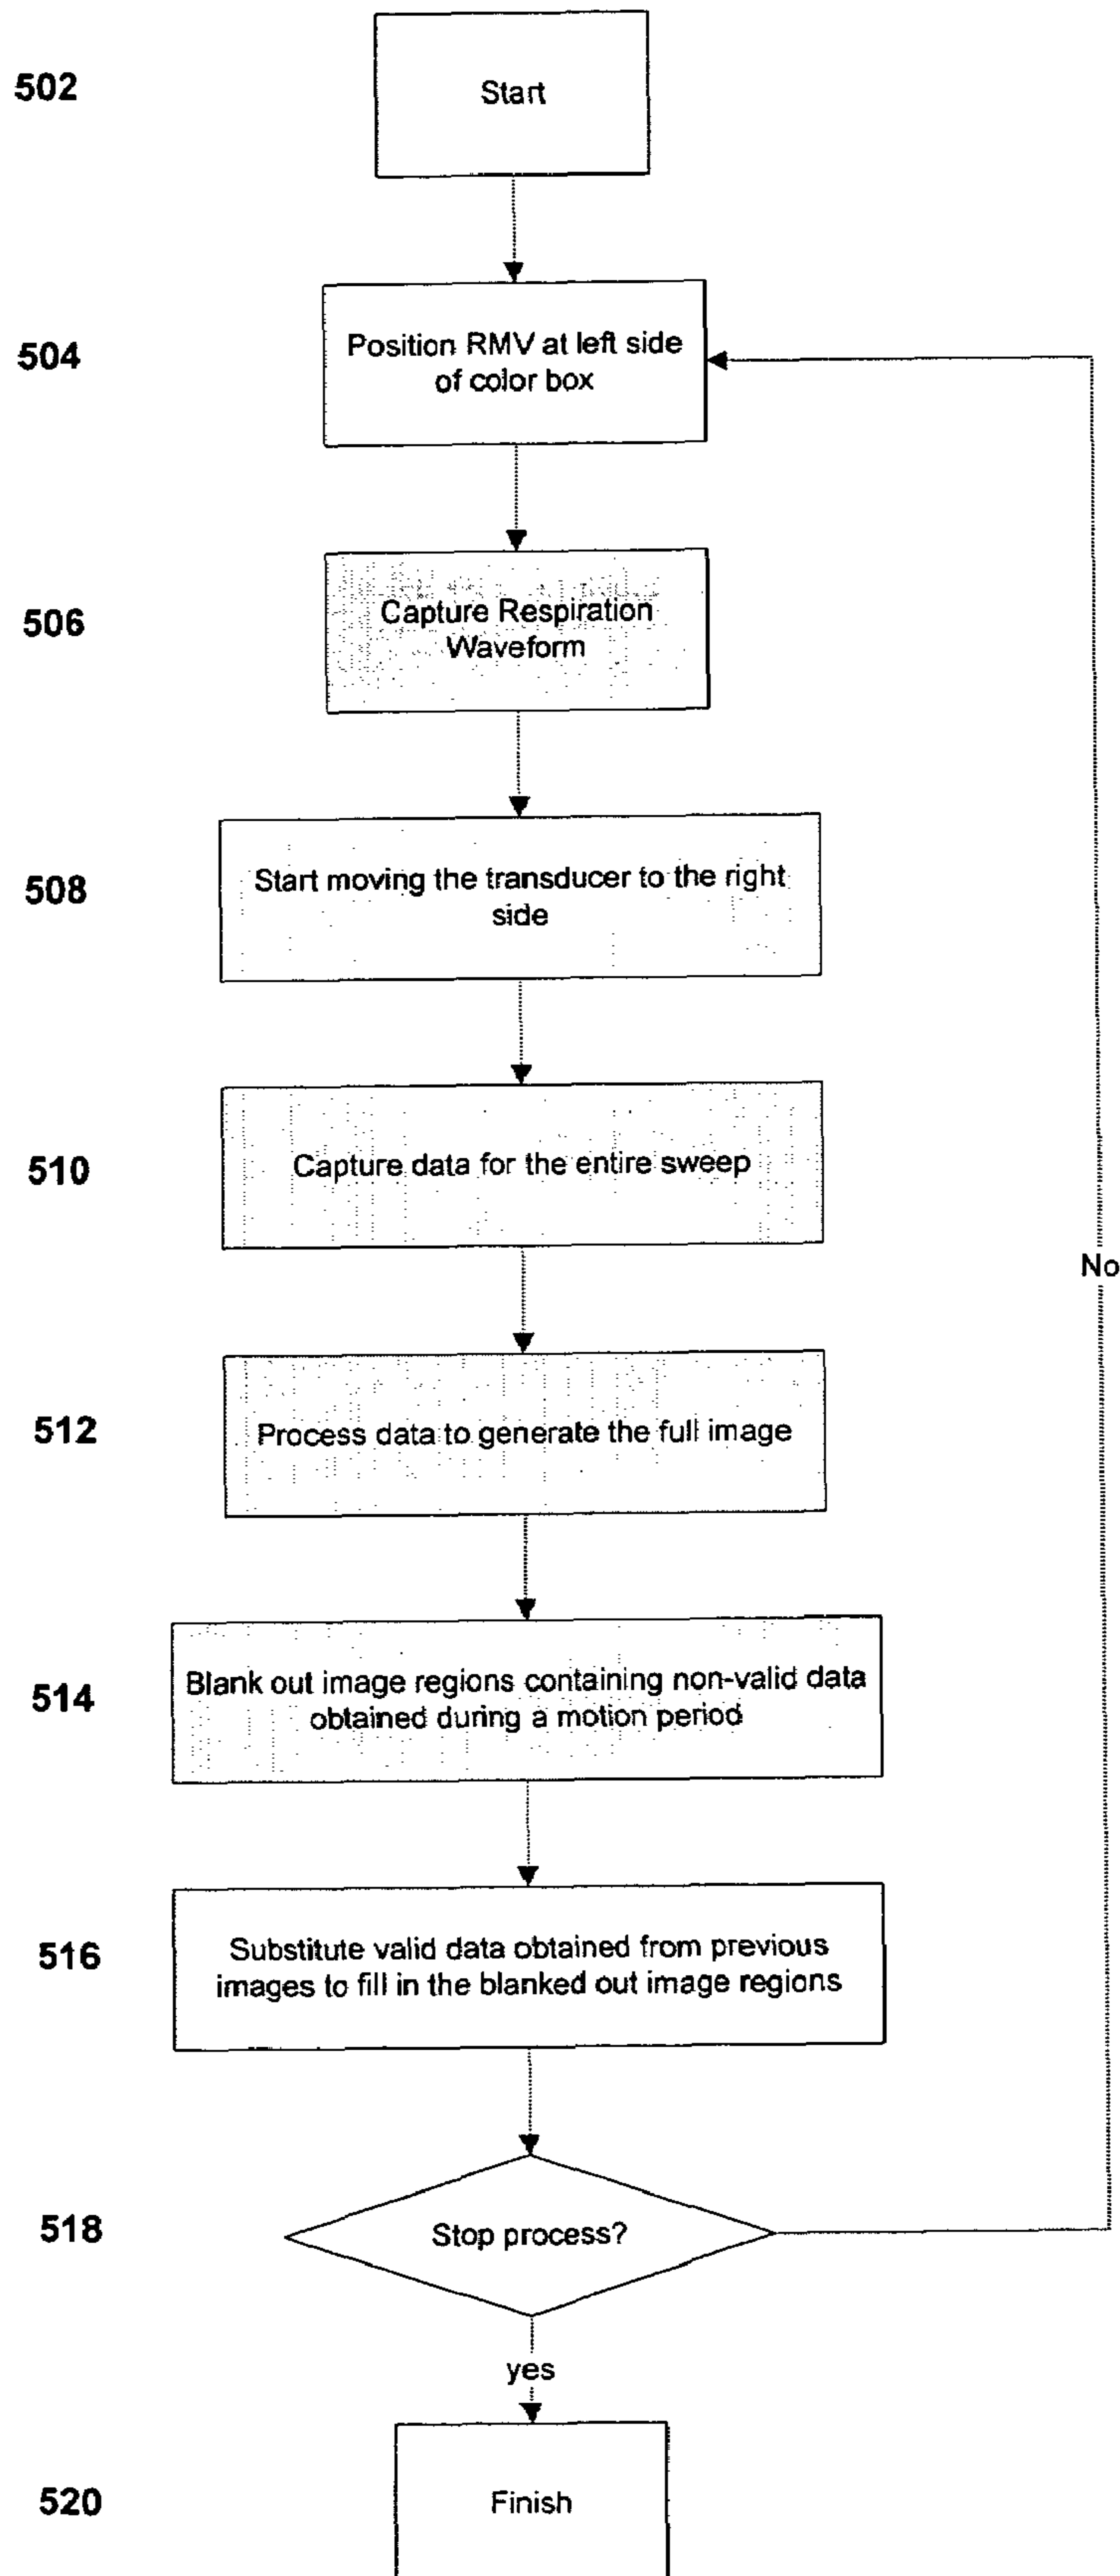 502
Start
504
Position RMV at left side
of color box
506
Capture Respiration
Waveform
508
Start moving the transducer to the right
side
510
Capture data for the entire sweep
No
512
Process data to generate the full image
514
Blank out image regions containing non-valid data
obtained during a motion period
516
Substitute valid data obtained from previous
images to fill in the blanked out image regions
518
Stop process?
yes
520
Finish